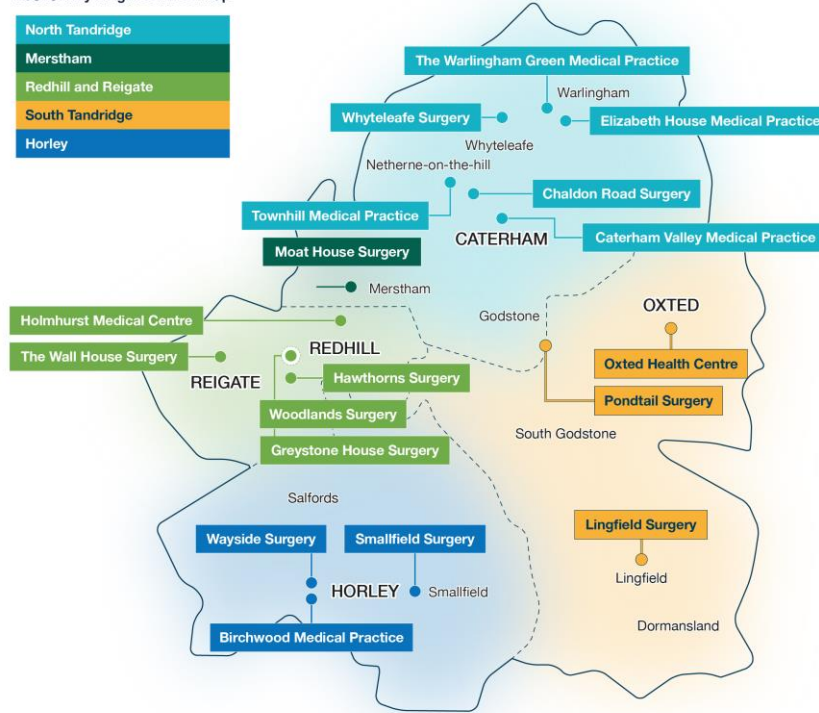 North Tandridge
Merstham
Redhill and Reigate
South Tandridge
Horley
The Warlingham Green Medical Practice
Warlingham
Whyteleafe Surgery
Elizabeth House Medical Practice
Whyteleafe
Netherne-on-the-hill
Chaldon Road Surgery
Townhill Medical Practice
CATERHAM
Caterham Valley Medical Practice
Moat House Surgery
Merstham
Godstone
OXTED
Holmhurst Medical Centre
REDHILL
The Wall House Surgery
Oxted Health Centre
REIGATE
Hawthorns Surgery
Pondtail Surgery
Woodlands Surgery
South Godstone
Greystone House Surgery
Salfords
Lingfield Surgery
Wayside Surgery
Smallfield Surgery
Lingfield
HORLEY
Smallfield
Dormansland
Birchwood Medical Practice